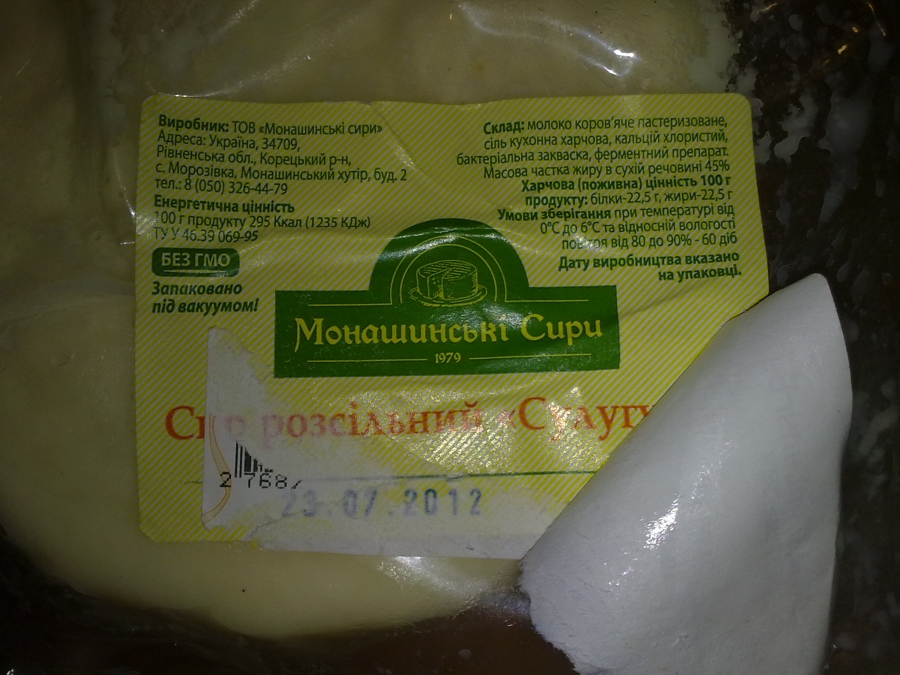 Виробник: ТОВ «Монашинські сири»
Адреса: Україна, 34709,
Рівненська обл., Корецький р-н,
с. Морозівка, Монашинський хутір, буд. 2
тел.: 8 (050) 326-44-79
Енергетична цінність
100 г продукту 295 Ккал (1235 КДж)
ТУ У 46.39 069-95
БЕЗ ГМО
Запаковано
під вакуумом!
Склад: молоко коров'яче пастеризоване,
сіль кухонна харчова, кальцій хлористий,
бактеріальна закваска, ферментний препарат.
Масова частка жиру в сухій речовині 45%
Харчова (поживна) цінність 100 г
продукту: білки-22,5 г, жири-22,5 г
Умови зберігання при температурі від
0°С до 6°С та відносній вологості
повітря від 80 до 90% - 60 діб
Дату виробництва вказано
на упаковці.
Монашинські Сири
1979
Сир розсільний «Сулугу
2 768
23.07.2012